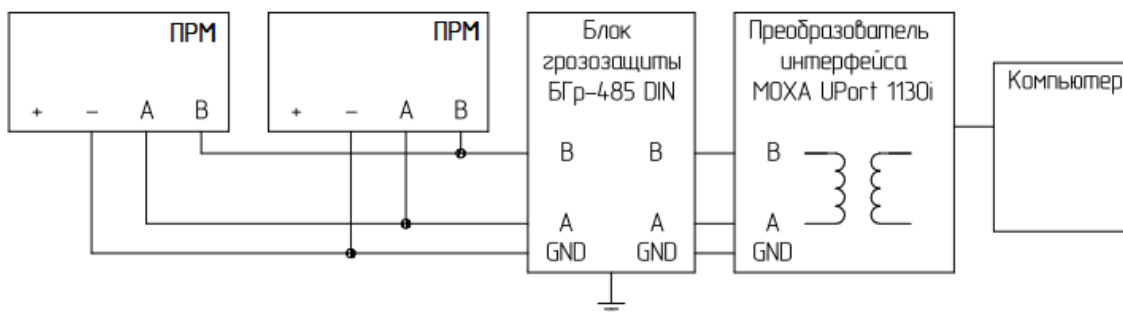 ПРМ
+ − A B
ПРМ
+ − A B
Блок
грозозащиты
БГр-485 DIN
B B
A A
GND GND
Преобразователь
интерфейса
MOXA UPort 1130i
B
A
GND
Компьютер